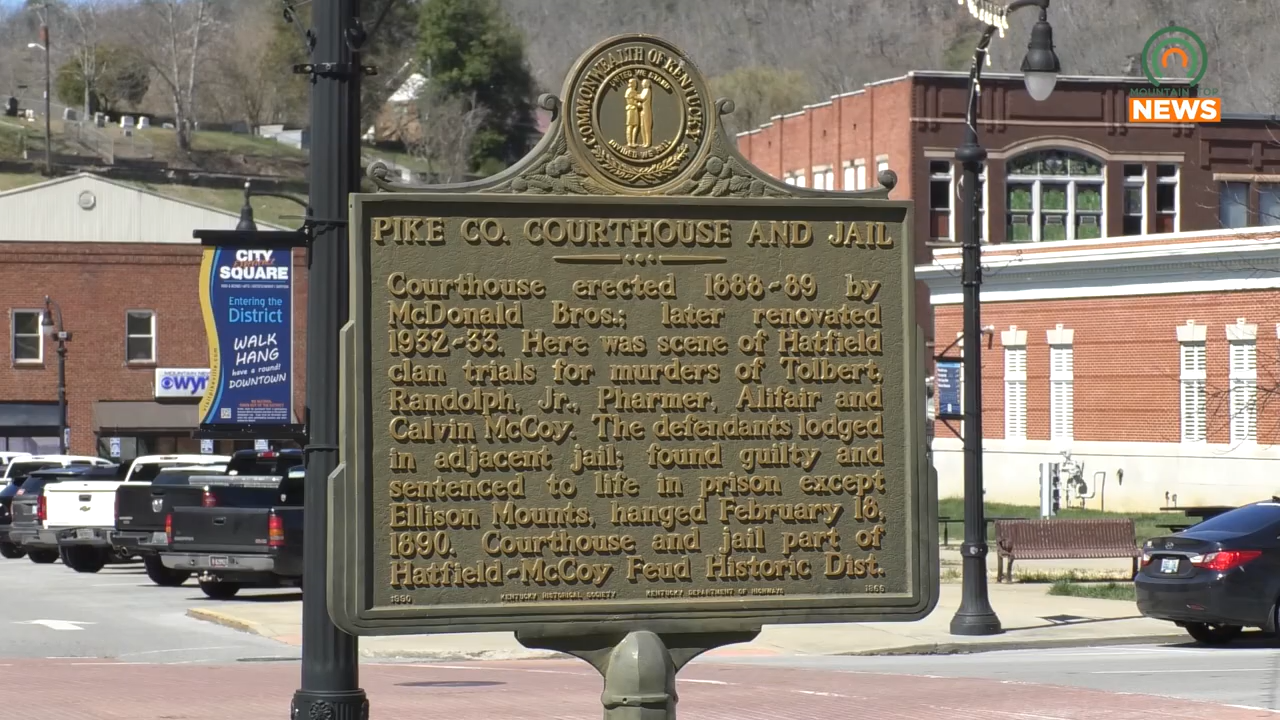 COMMONWEALTH OF KENTUCKY
UNITED WE STAND
DIVIDED WE FALL
MOUNTAIN TOP
NEWS
PIKE CO. COURTHOUSE AND JAIL
Courthouse erected 1888-89 by
McDonald Bros.; later renovated
1932-33. Here was scene of Hatfield
clan trials for murders of Tolbert,
Randolph, Jr., Pharmer, Alifair and
Calvin McCoy. The defendants lodged
in adjacent jail; found guilty and
sentenced to life in prison except
Ellison Mounts, hanged February 18,
1890. Courthouse and jail part of
Hatfield-McCoy Feud Historic Dist.
1990 KENTUCKY HISTORICAL SOCIETY KENTUCKY DEPARTMENT OF HIGHWAYS 1866
CITY
SQUARE
Entering the
District
WALK
HANG
have a round!
DOWNTOWN
MOUNTAIN NEWS